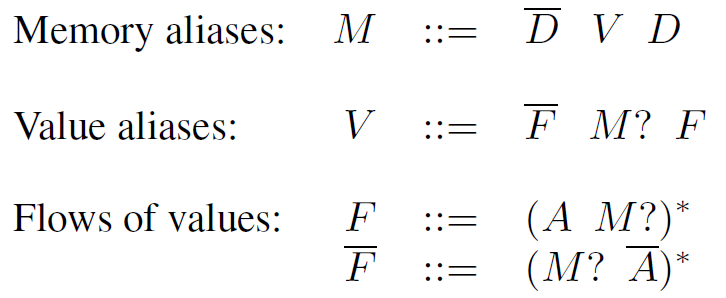 Memory aliases: M ::= D̅ V D
Value aliases: V ::= F̅ M? F
Flows of values: F ::= (A M?)*
F̅ ::= (M? A̅)*